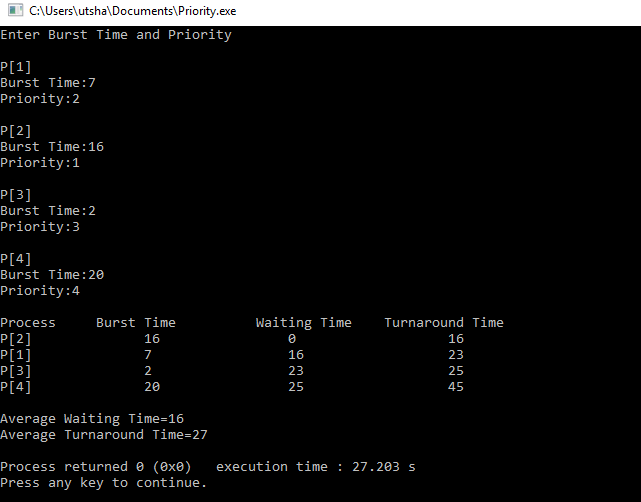 C:\Users\utsha\Documents\Priority.exe
Enter Burst Time and Priority
P[1]
Burst Time:7
Priority:2
P[2]
Burst Time:16
Priority:1
P[3]
Burst Time:2
Priority:3
P[4]
Burst Time:20
Priority:4
Process Burst Time Waiting Time Turnaround Time
P[2] 16 0 16
P[1] 7 16 23
P[3] 2 23 25
P[4] 20 25 45
Average Waiting Time=16
Average Turnaround Time=27
Process returned 0 (0x0) execution time : 27.203 s
Press any key to continue.